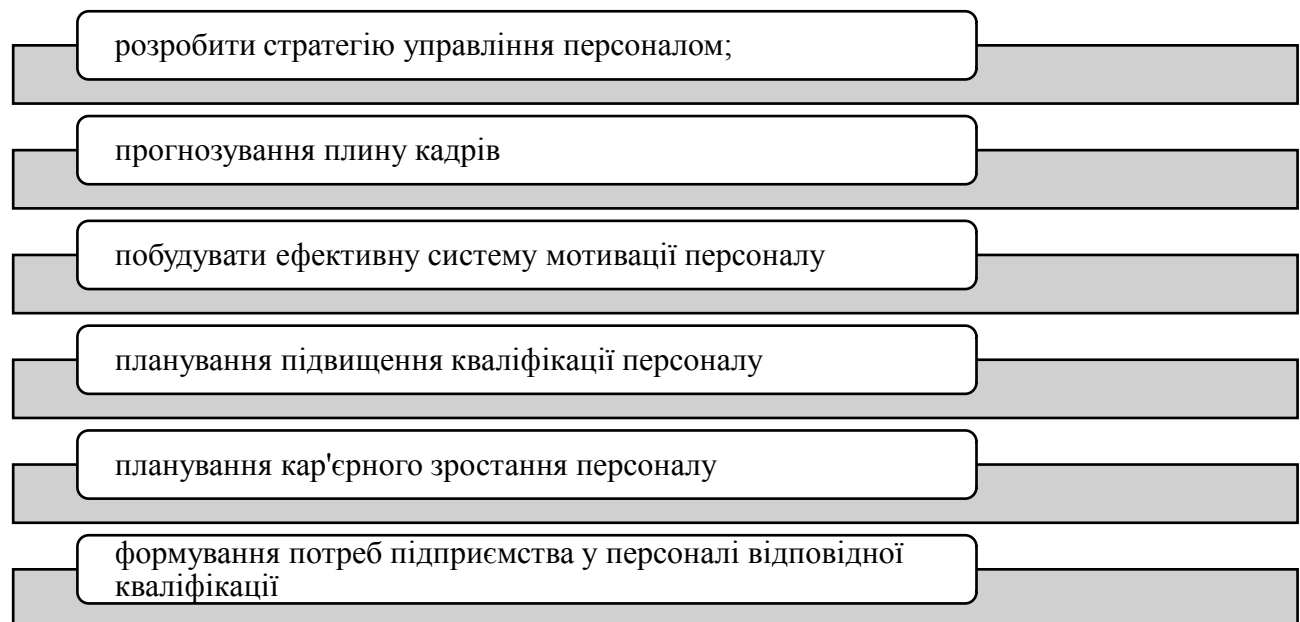 розробити стратегію управління персоналом;
прогнозування плину кадрів
побудувати ефективну систему мотивації персоналу
планування підвищення кваліфікації персоналу
планування кар'єрного зростання персоналу
формування потреб підприємства у персоналі відповідної
кваліфікації